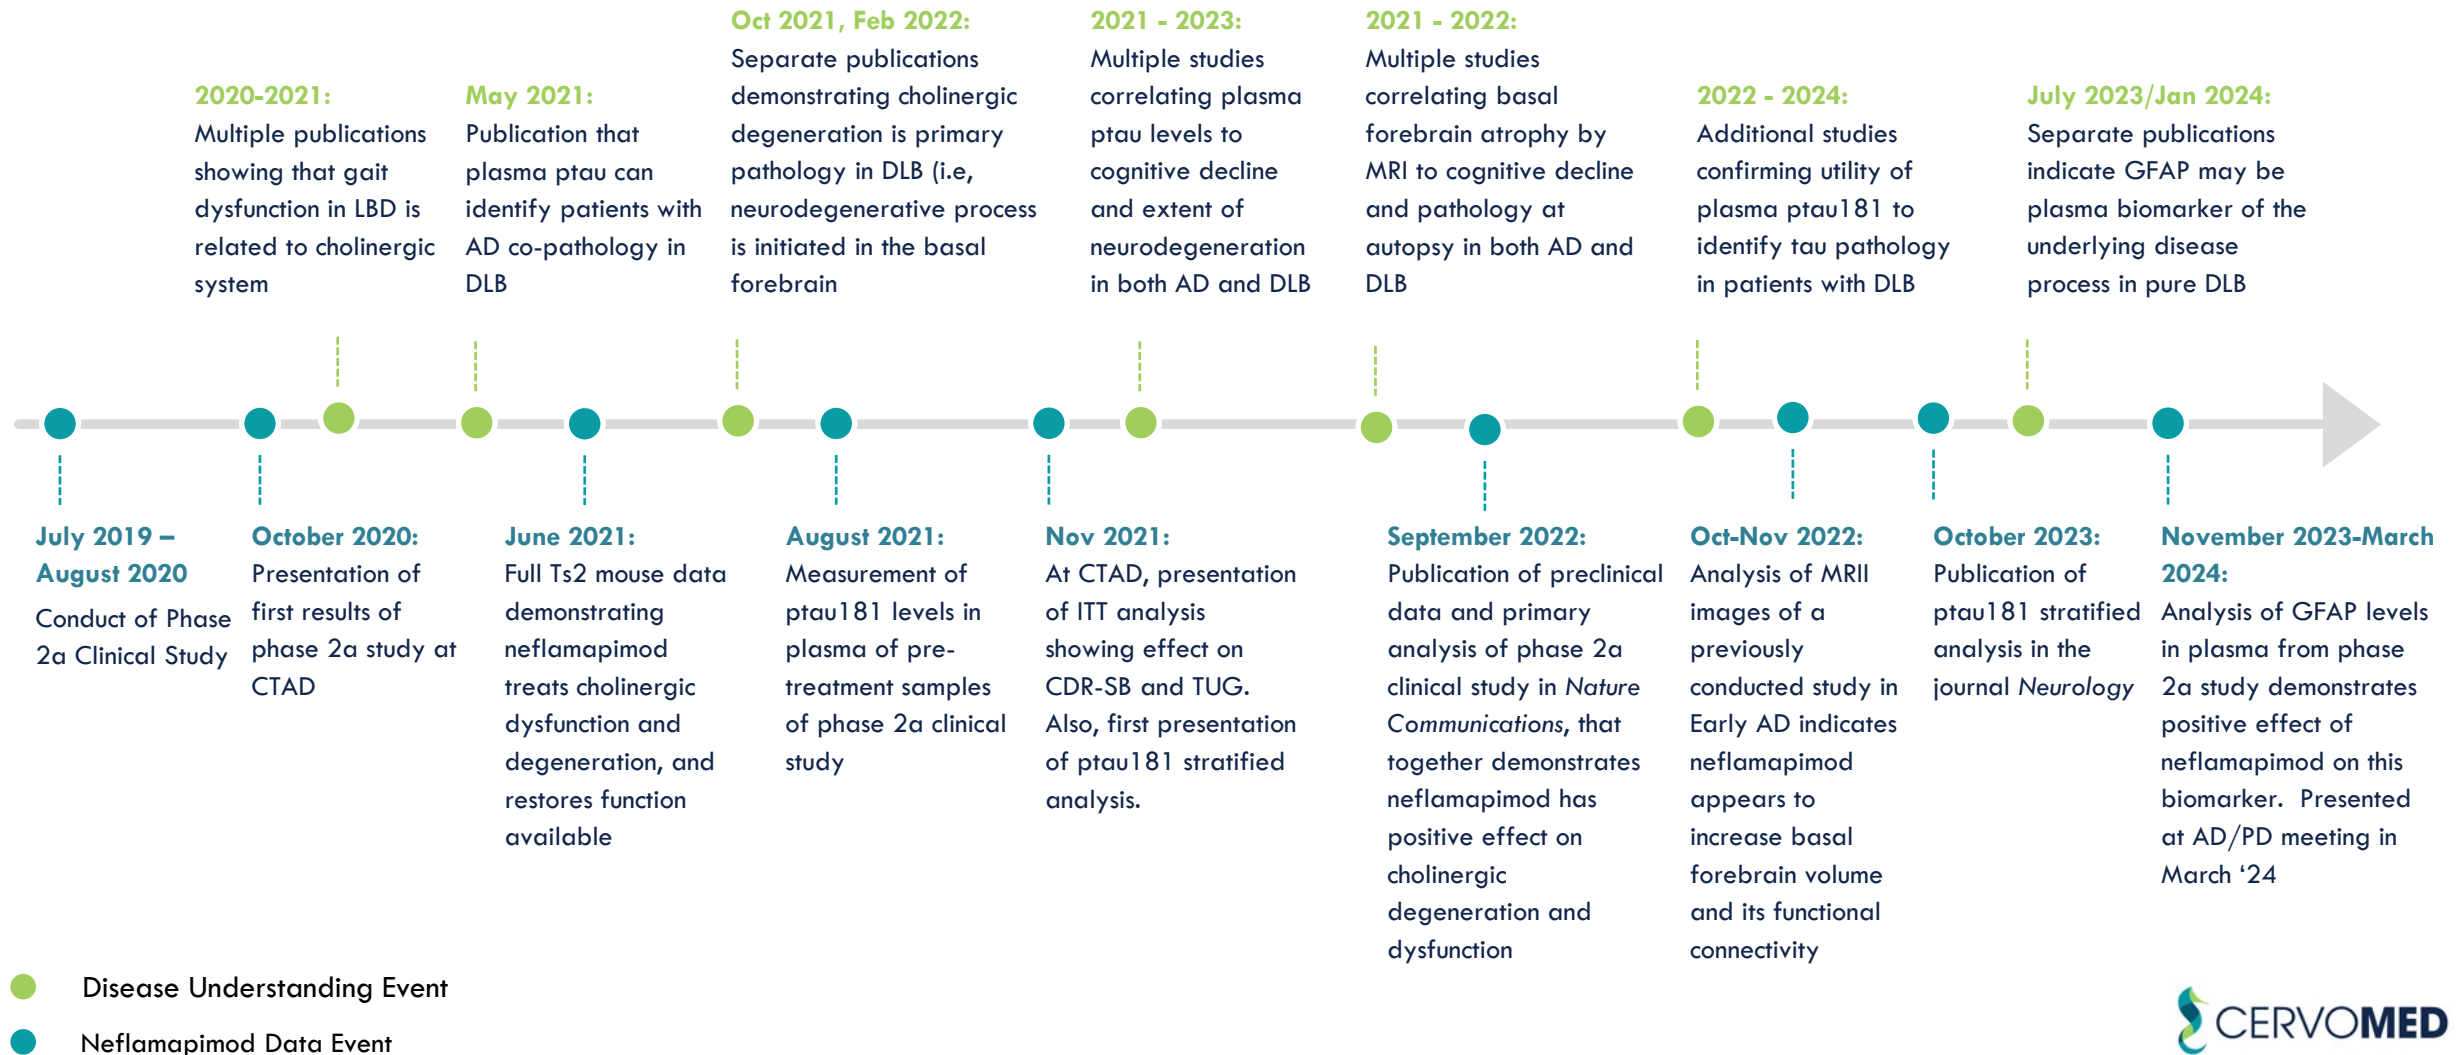 Oct 2021, Feb 2022:
Separate publications
demonstrating cholinergic
degeneration is primary
pathology in DLB (i.e,
neurodegenerative process
is initiated in the basal
forebrain
2021 - 2023:
Multiple studies
correlating plasma
ptau levels to
cognitive decline
and extent of
neurodegeneration
in both AD and DLB
2021 - 2022:
Multiple studies
correlating basal
forebrain atrophy by
MRI to cognitive decline
and pathology at
autopsy in both AD and
DLB
2020-2021:
Multiple publications
showing that gait
dysfunction in LBD is
related to cholinergic
system
May 2021:
Publication that
plasma ptau can
identify patients with
AD co-pathology in
DLB
2022 - 2024:
Additional studies
confirming utility of
plasma ptau181 to
identify tau pathology
in patients with DLB
July 2023/Jan 2024:
Separate publications
indicate GFAP may be
plasma biomarker of the
underlying disease
process in pure DLB
July 2019 –
August 2020
Conduct of Phase
2a Clinical Study
October 2020:
Presentation of
first results of
phase 2a study at
CTAD
June 2021:
Full Ts2 mouse data
demonstrating
neflamapimod
treats cholinergic
dysfunction and
degeneration, and
restores function
available
August 2021:
Measurement of
ptau181 levels in
plasma of pre-
treatment samples
of phase 2a clinical
study
Nov 2021:
At CTAD, presentation
of ITT analysis
showing effect on
CDR-SB and TUG.
Also, first presentation
of ptau181 stratified
analysis.
September 2022:
Publication of preclinical
data and primary
analysis of phase 2a
clinical study in Nature
Communications, that
together demonstrates
neflamapimod has
positive effect on
cholinergic
degeneration and
dysfunction
Oct-Nov 2022:
Analysis of MRII
images of a
previously
conducted study in
Early AD indicates
neflamapimod
appears to
increase basal
forebrain volume
and its functional
connectivity
October 2023:
Publication of
ptau181 stratified
analysis in the
journal Neurology
November 2023-March
2024:
Analysis of GFAP levels
in plasma from phase
2a study demonstrates
positive effect of
neflamapimod on this
biomarker.  Presented
at AD/PD meeting in
March ‘24
Disease Understanding Event
Neflamapimod Data Event
CERVOMED